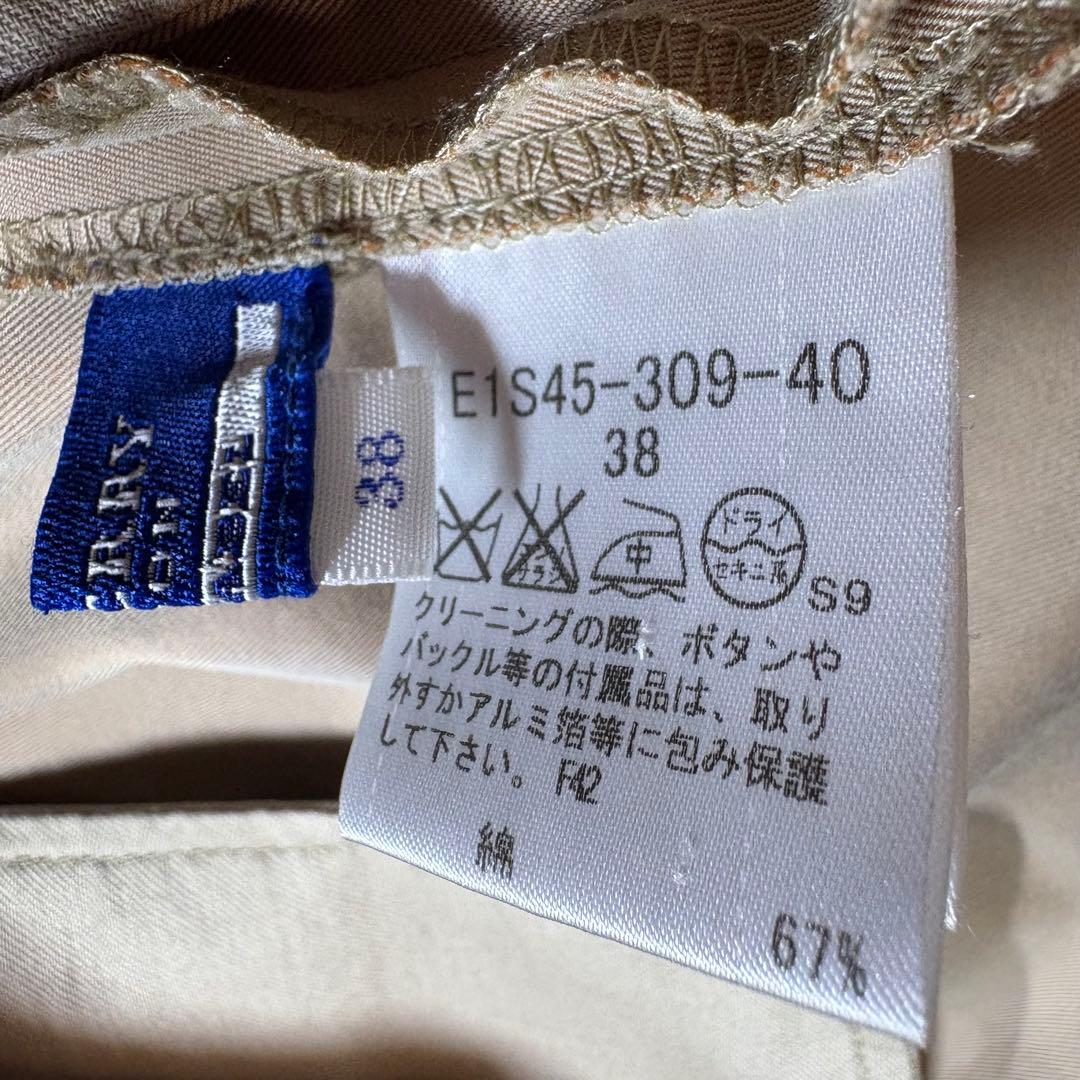 E1S45-309-40
38
38
中
ドライ
セキユ系
S9
クリーニングの際、ボタンや
バックル等の付属品は、取り
外すかアルミ箔等に包み保護
して下さい。 F42
綿
67%